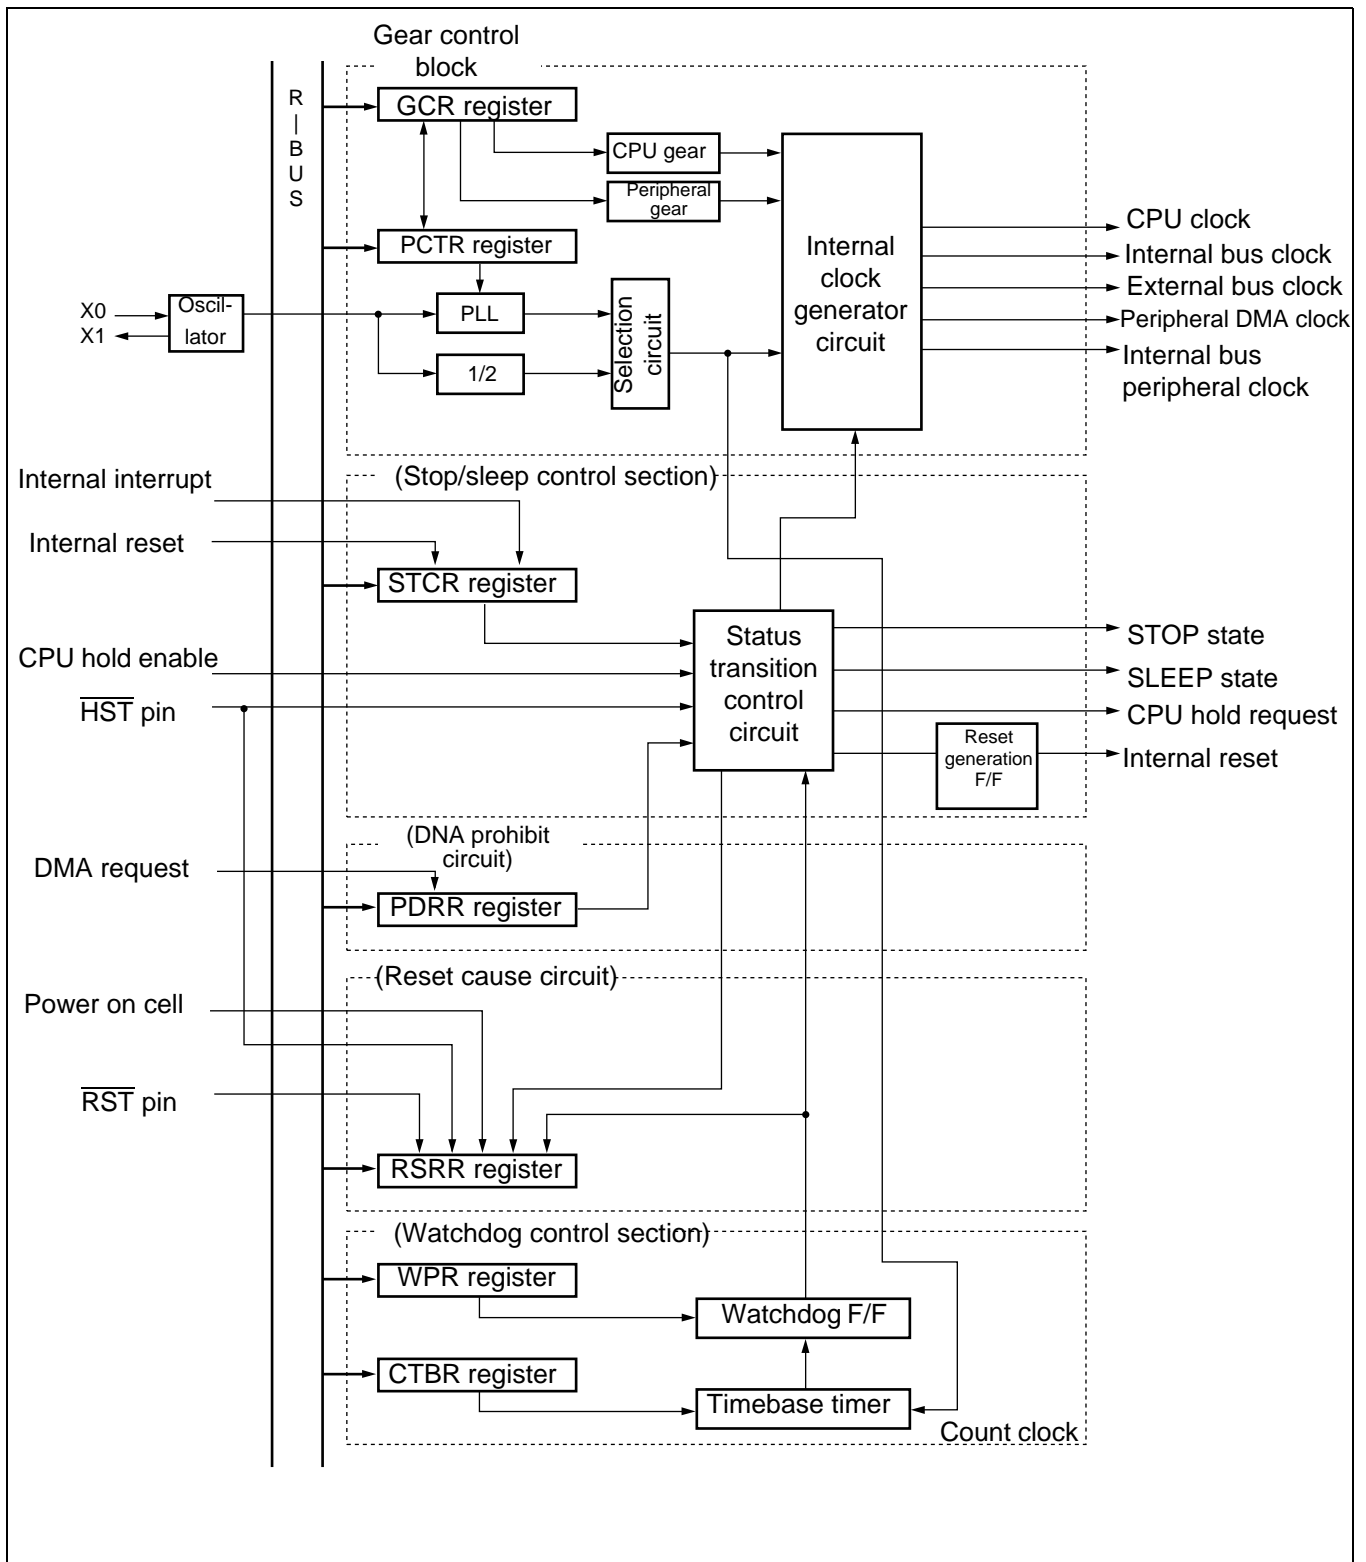 Gear control
block
R
|
B
U
S
GCR register
CPU gear
Peripheral
gear
PCTR register
PLL
1/2
Selection
circuit
Internal
clock
generator
circuit
X0
X1
Oscil-
lator
CPU clock
Internal bus clock
External bus clock
Peripheral DMA clock
Internal bus
peripheral clock
(Stop/sleep control section)
Internal interrupt
Internal reset
STCR register
CPU hold enable
HST pin
Status
transition
control
circuit
STOP state
SLEEP state
CPU hold request
Reset
generation
F/F
Internal reset
(DNA prohibit
circuit)
DMA request
PDRR register
(Reset cause circuit)
Power on cell
RST pin
RSRR register
(Watchdog control section)
WPR register
Watchdog F/F
CTBR register
Timebase timer
Count clock